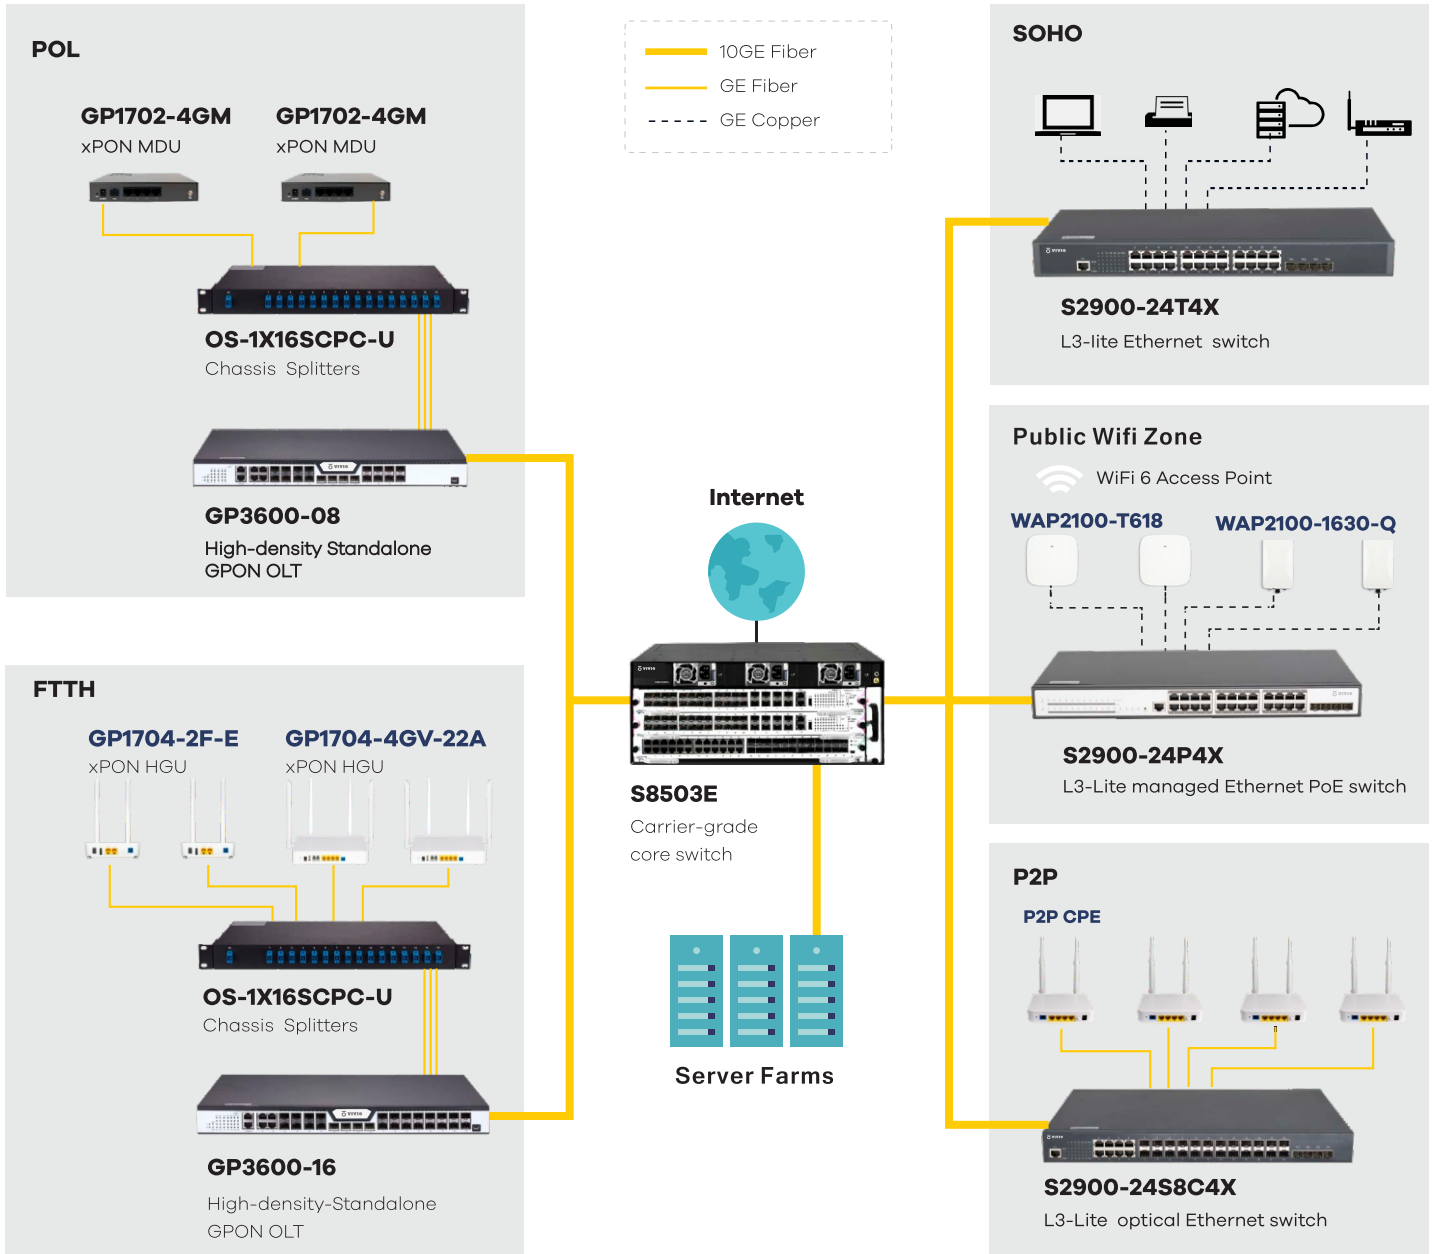 POL
GP1702-4GM
xPON MDU
GP1702-4GM
xPON MDU
OS-1X16SCPC-U
Chassis Splitters
GP3600-08
High-density Standalone
GPON OLT
FTTH
GP1704-2F-E
xPON HGU
GP1704-4GV-22A
xPON HGU
OS-1X16SCPC-U
Chassis Splitters
GP3600-16
High-density-Standalone
GPON OLT
10GE Fiber
GE Fiber
GE Copper
Internet
S8503E
Carrier-grade
core switch
Server Farms
SOHO
S2900-24T4X
L3-lite Ethernet switch
Public Wifi Zone
WiFi 6 Access Point
WAP2100-T618
WAP2100-1630-Q
S2900-24P4X
L3-Lite managed Ethernet PoE switch
P2P
P2P CPE
S2900-24S8C4X
L3-Lite optical Ethernet switch